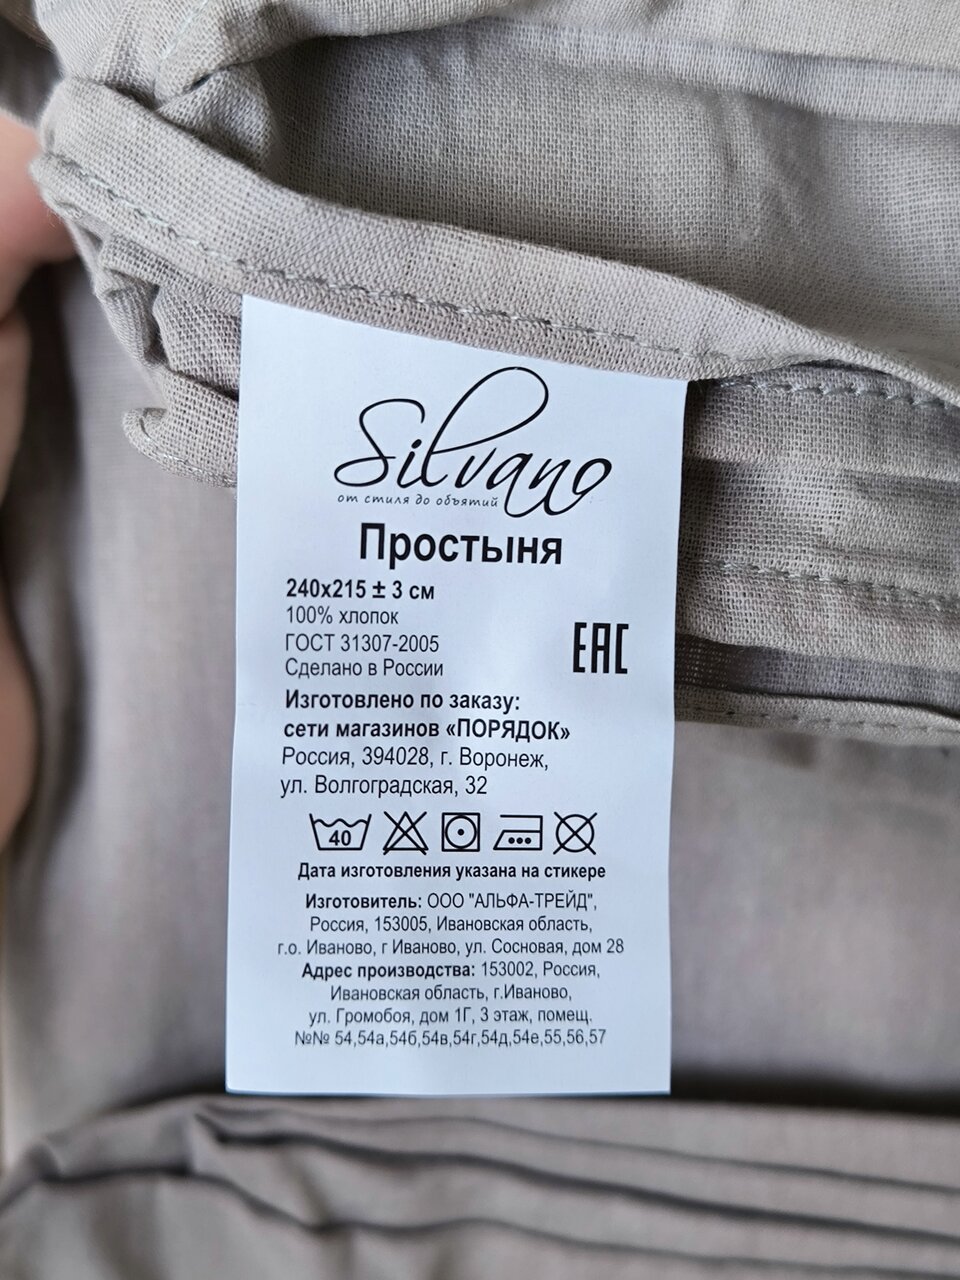 Silvano
от стиля до объятий
Простыня
240х215 ± 3 см
100% хлопок
ГОСТ 31307-2005
Сделано в России
EAC
Изготовлено по заказу:
сети магазинов «ПОРЯДОК»
Россия, 394028, г. Воронеж,
ул. Волгоградская, 32
40
Дата изготовления указана на стикере
Изготовитель: ООО "АЛЬФА-ТРЕЙД",
Россия, 153005, Ивановская область,
г.о. Иваново, г Иваново, ул. Сосновая, дом 28
Адрес производства: 153002, Россия,
Ивановская область, г.Иваново,
ул. Громобоя, дом 1Г, 3 этаж, помещ.
№№ 54,54а,54б,54в,54г,54д,54е,55,56,57